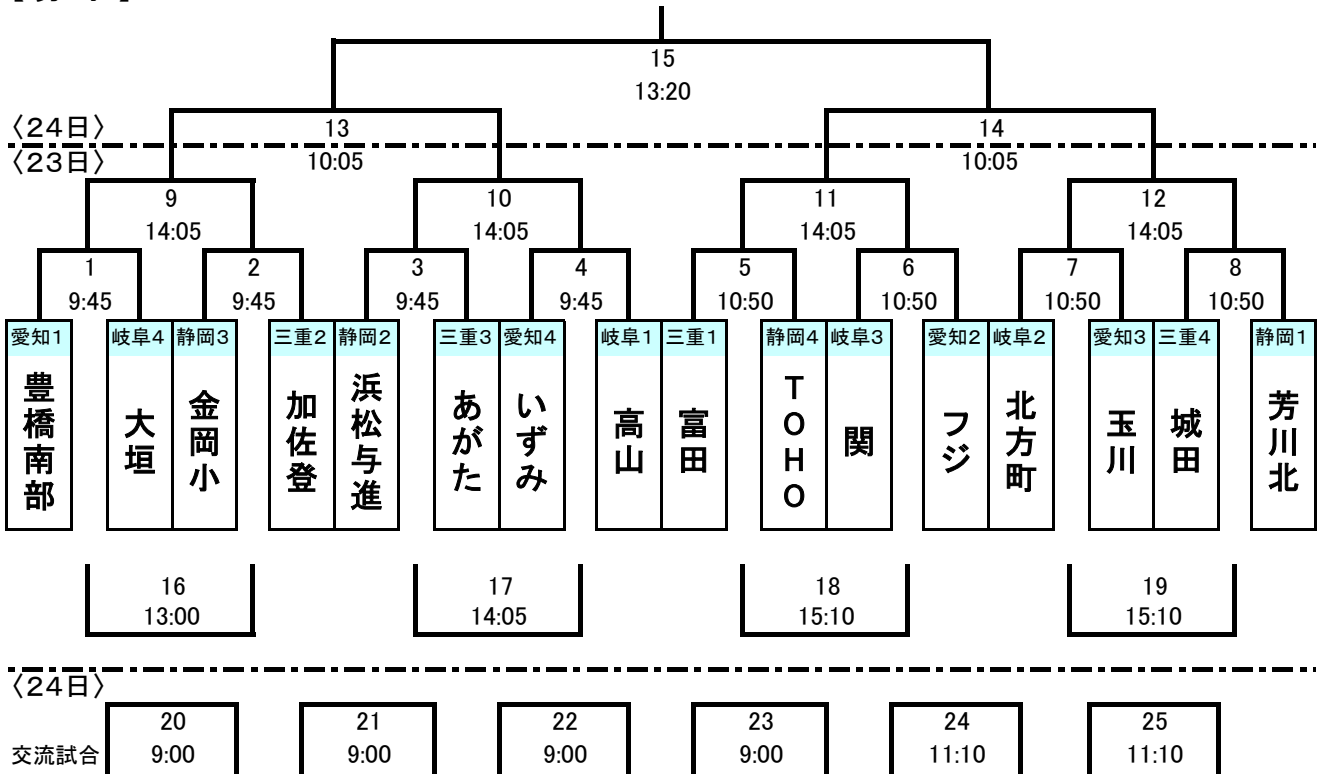 15
13:20
〈24日〉
13
14
〈23日〉
10:05
10:05
9
10
11
12
14:05
14:05
14:05
14:05
1
2
3
4
5
6
7
8
9:45
9:45
9:45
9:45
10:50
10:50
10:50
10:50
愛知1
岐阜4
静岡3
三重2
静岡2
三重3
愛知4
岐阜1
三重1
静岡4
岐阜3
愛知2
岐阜2
愛知3
三重4
静岡1
豊橋南部
大垣
金岡小
加佐登
浜松与進
あがた
いずみ
高山
富田
TOHO
関
フジ
北方町
玉川
城田
芳川北
16
17
18
19
13:00
14:05
15:10
15:10
〈24日〉
20
21
22
23
24
25
交流試合
9:00
9:00
9:00
9:00
11:10
11:10